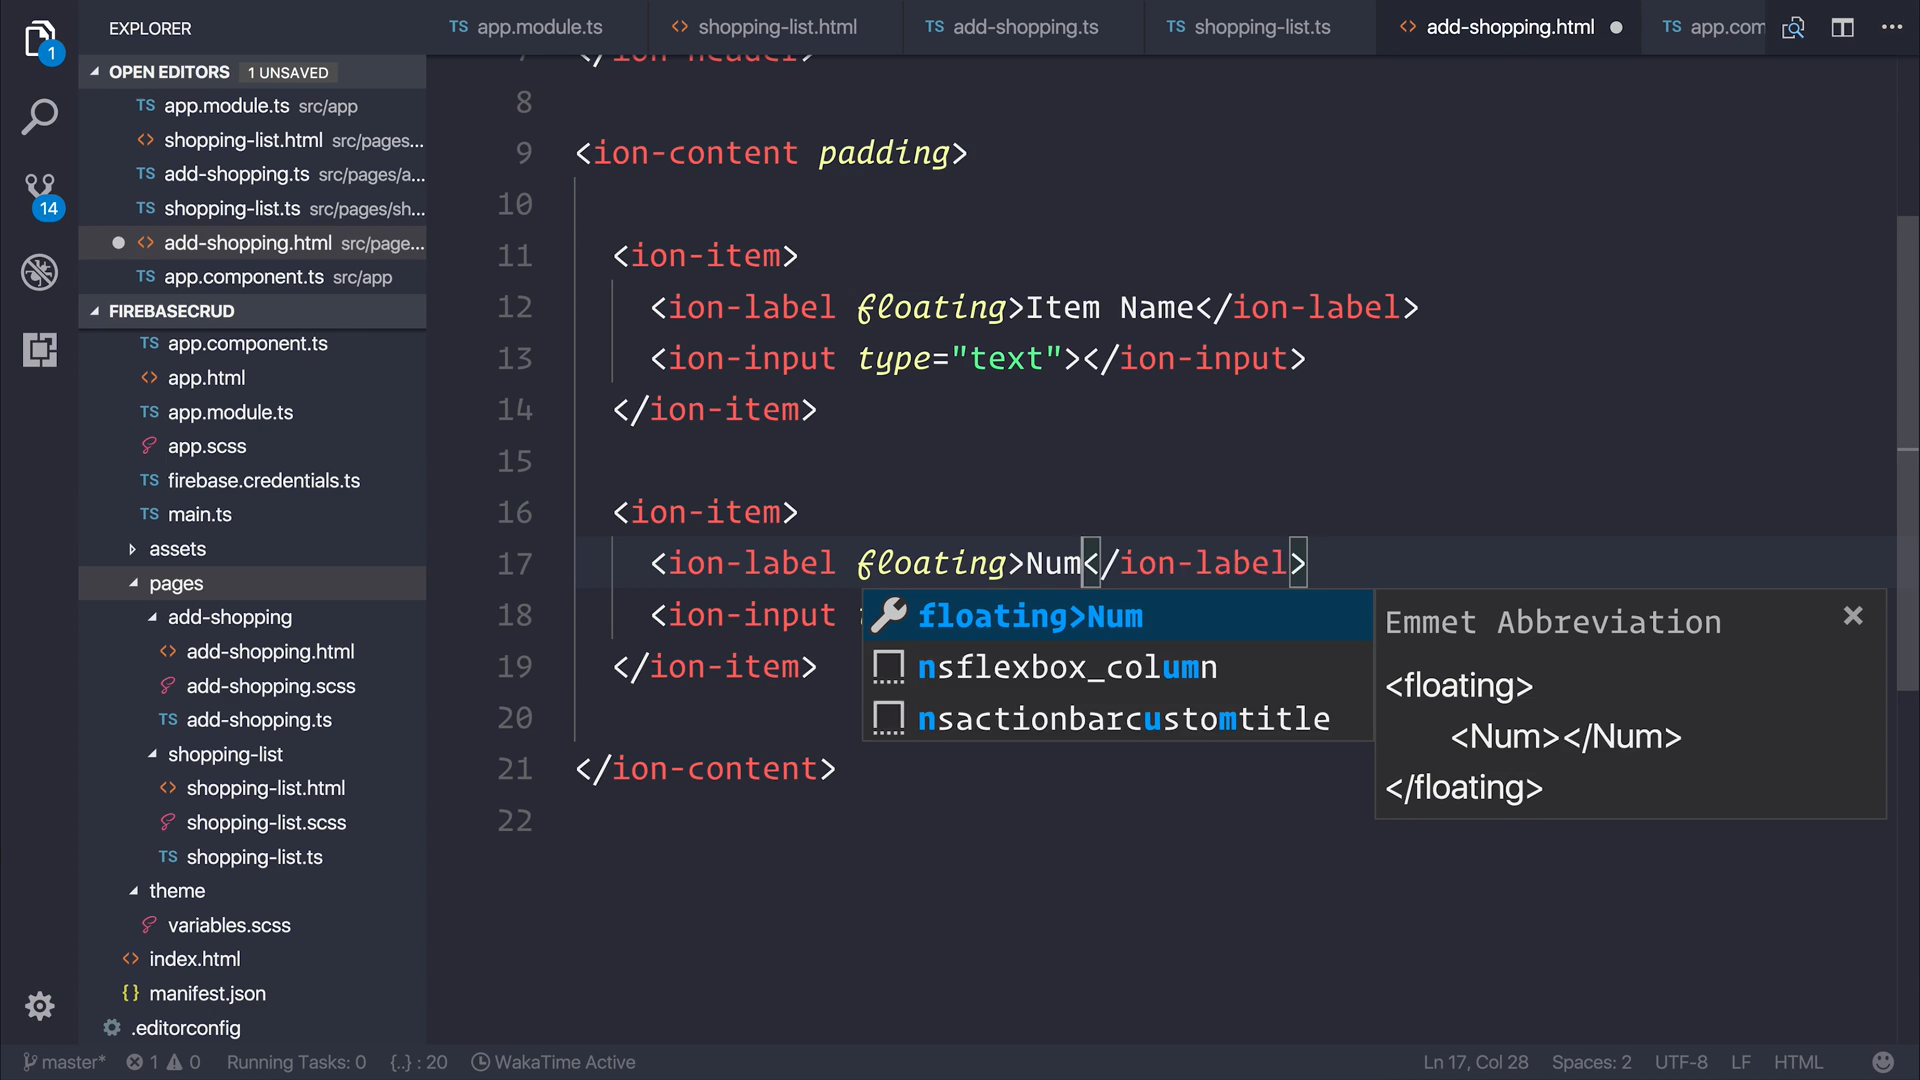 EXPLORER
TS app.module.ts
<> shopping-list.html
TS add-shopping.ts
TS shopping-list.ts
<> add-shopping.html
TS app.com
1
OPEN EDITORS 1 UNSAVED
TS app.module.ts src/app
<> shopping-list.html src/pages...
TS add-shopping.ts src/pages/a...
TS shopping-list.ts src/pages/sh...
<> add-shopping.html src/page...
TS app.component.ts src/app
14
FIREBASECRUD
TS app.component.ts
<> app.html
TS app.module.ts
app.scss
TS firebase.credentials.ts
TS main.ts
assets
pages
add-shopping
<> add-shopping.html
add-shopping.scss
TS add-shopping.ts
shopping-list
<> shopping-list.html
shopping-list.scss
TS shopping-list.ts
theme
variables.scss
<> index.html
{} manifest.json
.editorconfig
7 </ion-header>
8
9 <ion-content padding>
10
11 <ion-item>
12 <ion-label floating>Item Name</ion-label>
13 <ion-input type="text"></ion-input>
14 </ion-item>
15
16 <ion-item>
17 <ion-label floating>Num</ion-label>
18 <ion-input
19 </ion-item>
20
21 </ion-content>
22
floating>Num
nsflexbox_column
nsactionbarcustomtitle
Emmet Abbreviation
<floating>
<Num></Num>
</floating>
master* 1 0 Running Tasks: 0 {..} : 20 WakaTime Active Ln 17, Col 28 Spaces: 2 UTF-8 LF HTML